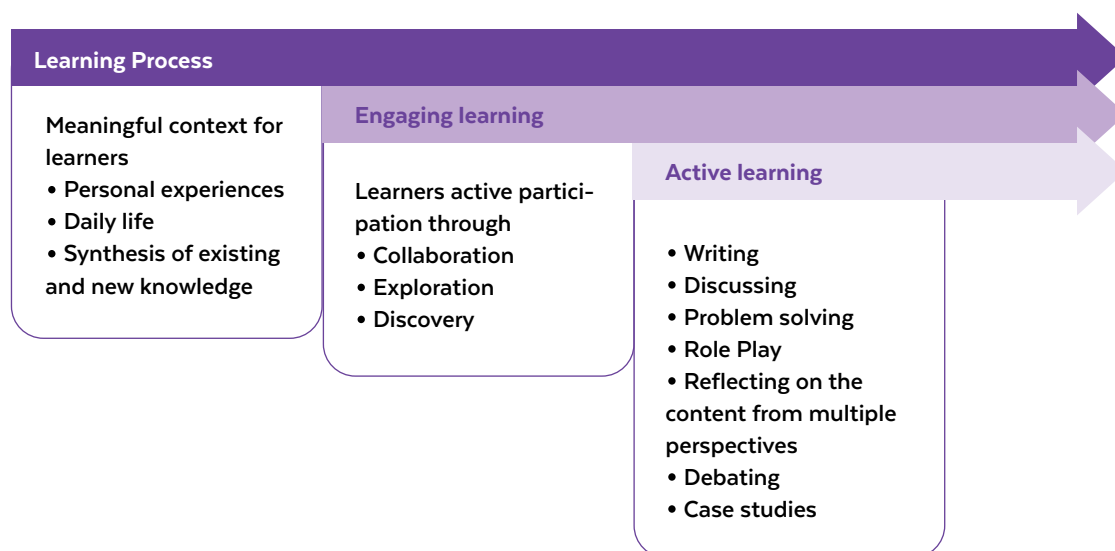 Learning Process
Meaningful context for
learners
• Personal experiences
• Daily life
• Synthesis of existing
and new knowledge
Engaging learning
Learners active partici-
pation through
• Collaboration
• Exploration
• Discovery
Active learning
• Writing
• Discussing
• Problem solving
• Role Play
• Reflecting on the
content from multiple
perspectives
• Debating
• Case studies